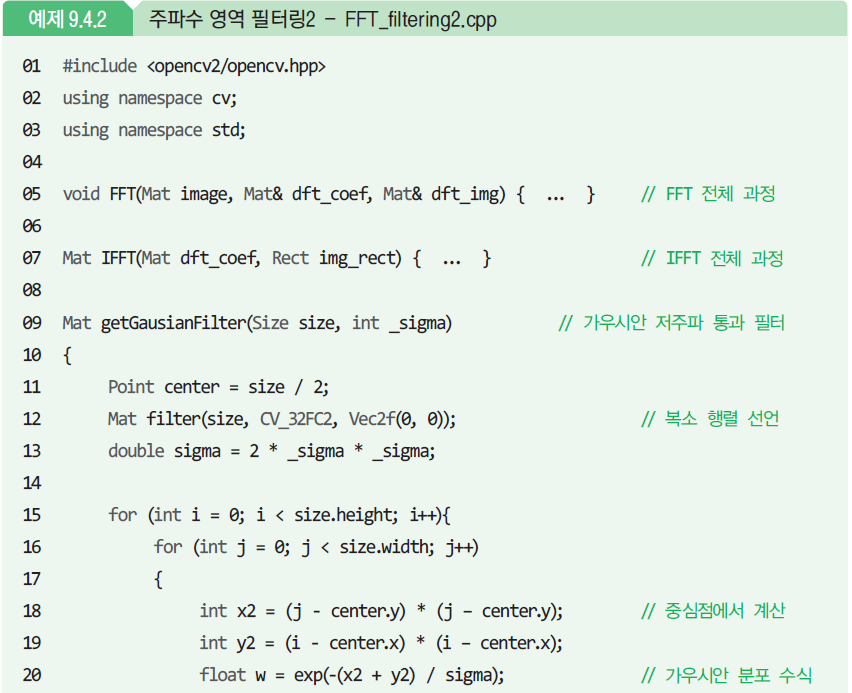 예제 9.4.2 주파수 영역 필터링2 - FFT_filtering2.cpp
01 #include <opencv2/opencv.hpp>
02 using namespace cv;
03 using namespace std;
04
05 void FFT(Mat image, Mat& dft_coef, Mat& dft_img) { ... } // FFT 전체 과정
06
07 Mat IFFT(Mat dft_coef, Rect img_rect) { ... } // IFFT 전체 과정
08
09 Mat getGausianFilter(Size size, int _sigma) // 가우시안 저주파 통과 필터
10 {
11 Point center = size / 2;
12 Mat filter(size, CV_32FC2, Vec2f(0, 0)); // 복소 행렬 선언
13 double sigma = 2 * _sigma * _sigma;
14
15 for (int i = 0; i < size.height; i++){
16 for (int j = 0; j < size.width; j++)
17 {
18 int x2 = (j - center.y) * (j - center.y); // 중심점에서 계산
19 int y2 = (i - center.x) * (i - center.x);
20 float w = exp(-(x2 + y2) / sigma); // 가우시안 분포 수식